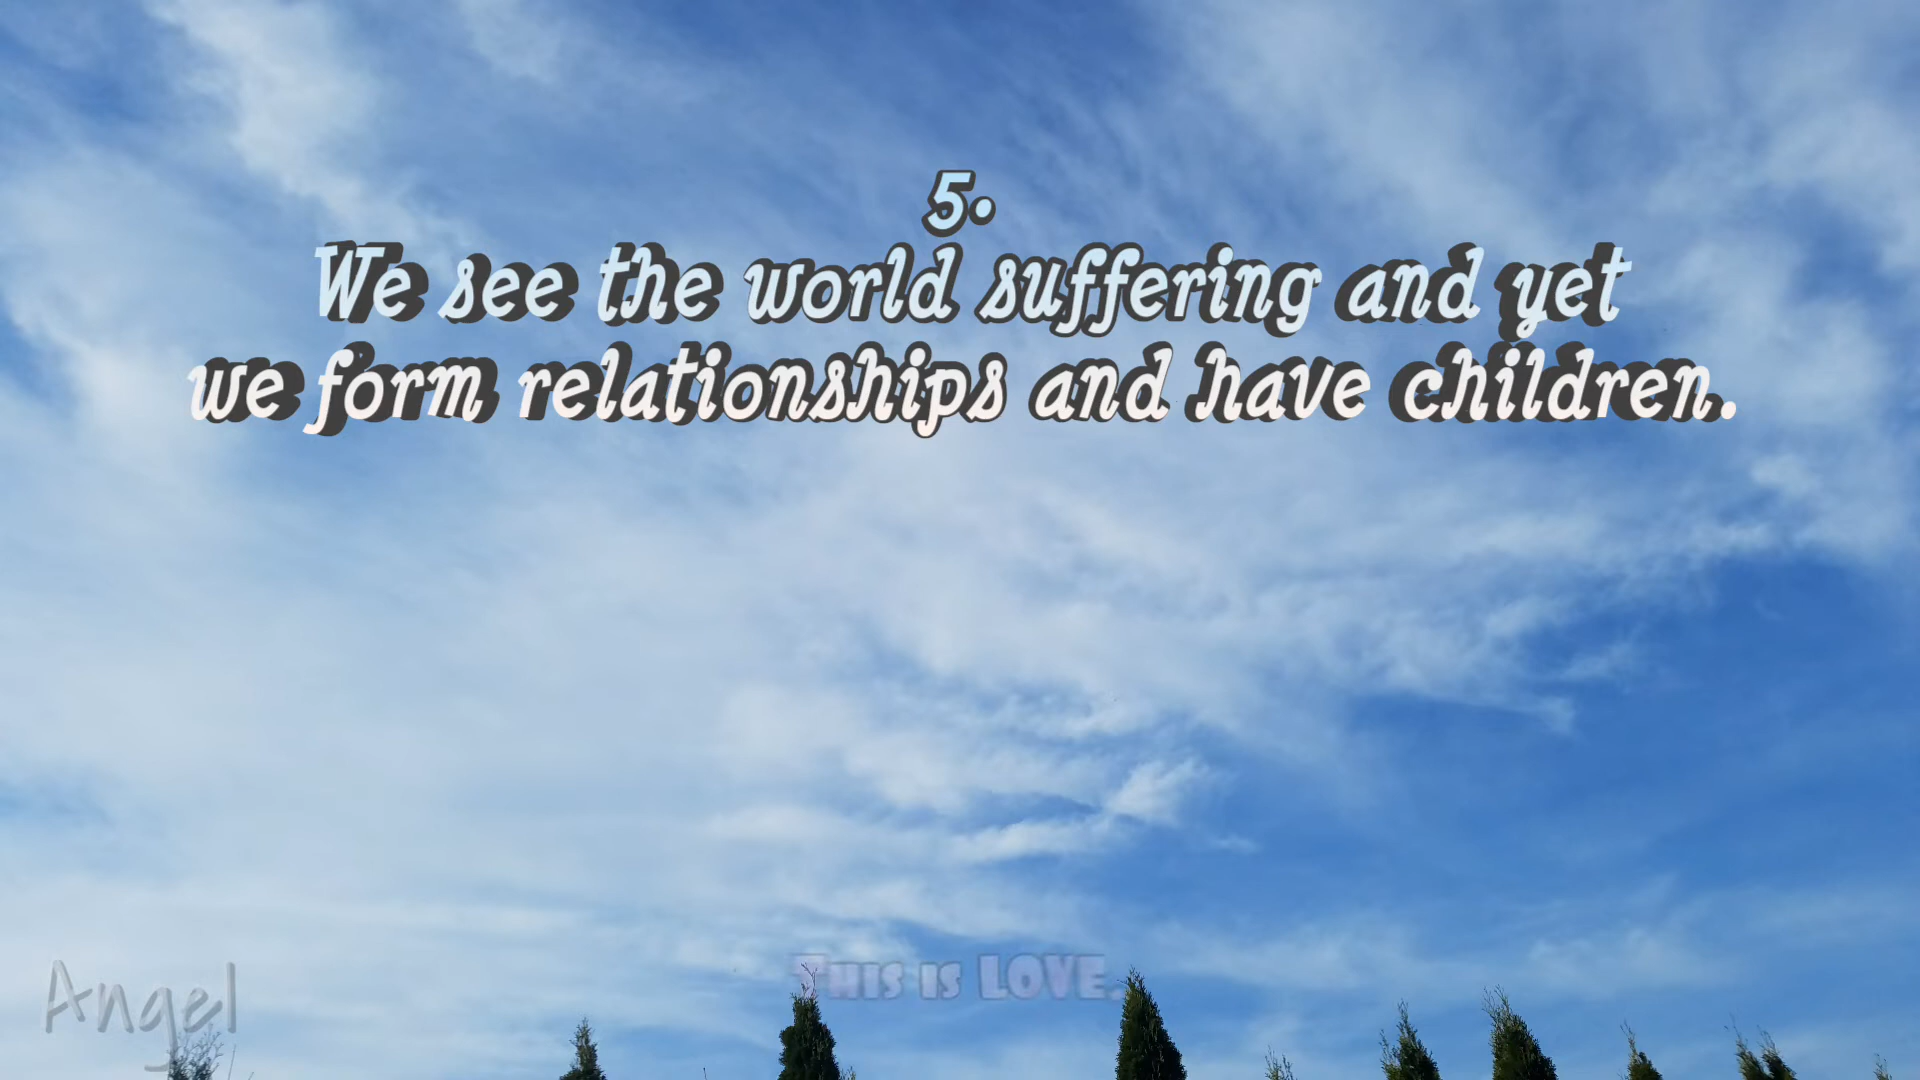 5.
We see the world suffering and yet
we form relationships and have children.
This is LOVE.
Angel